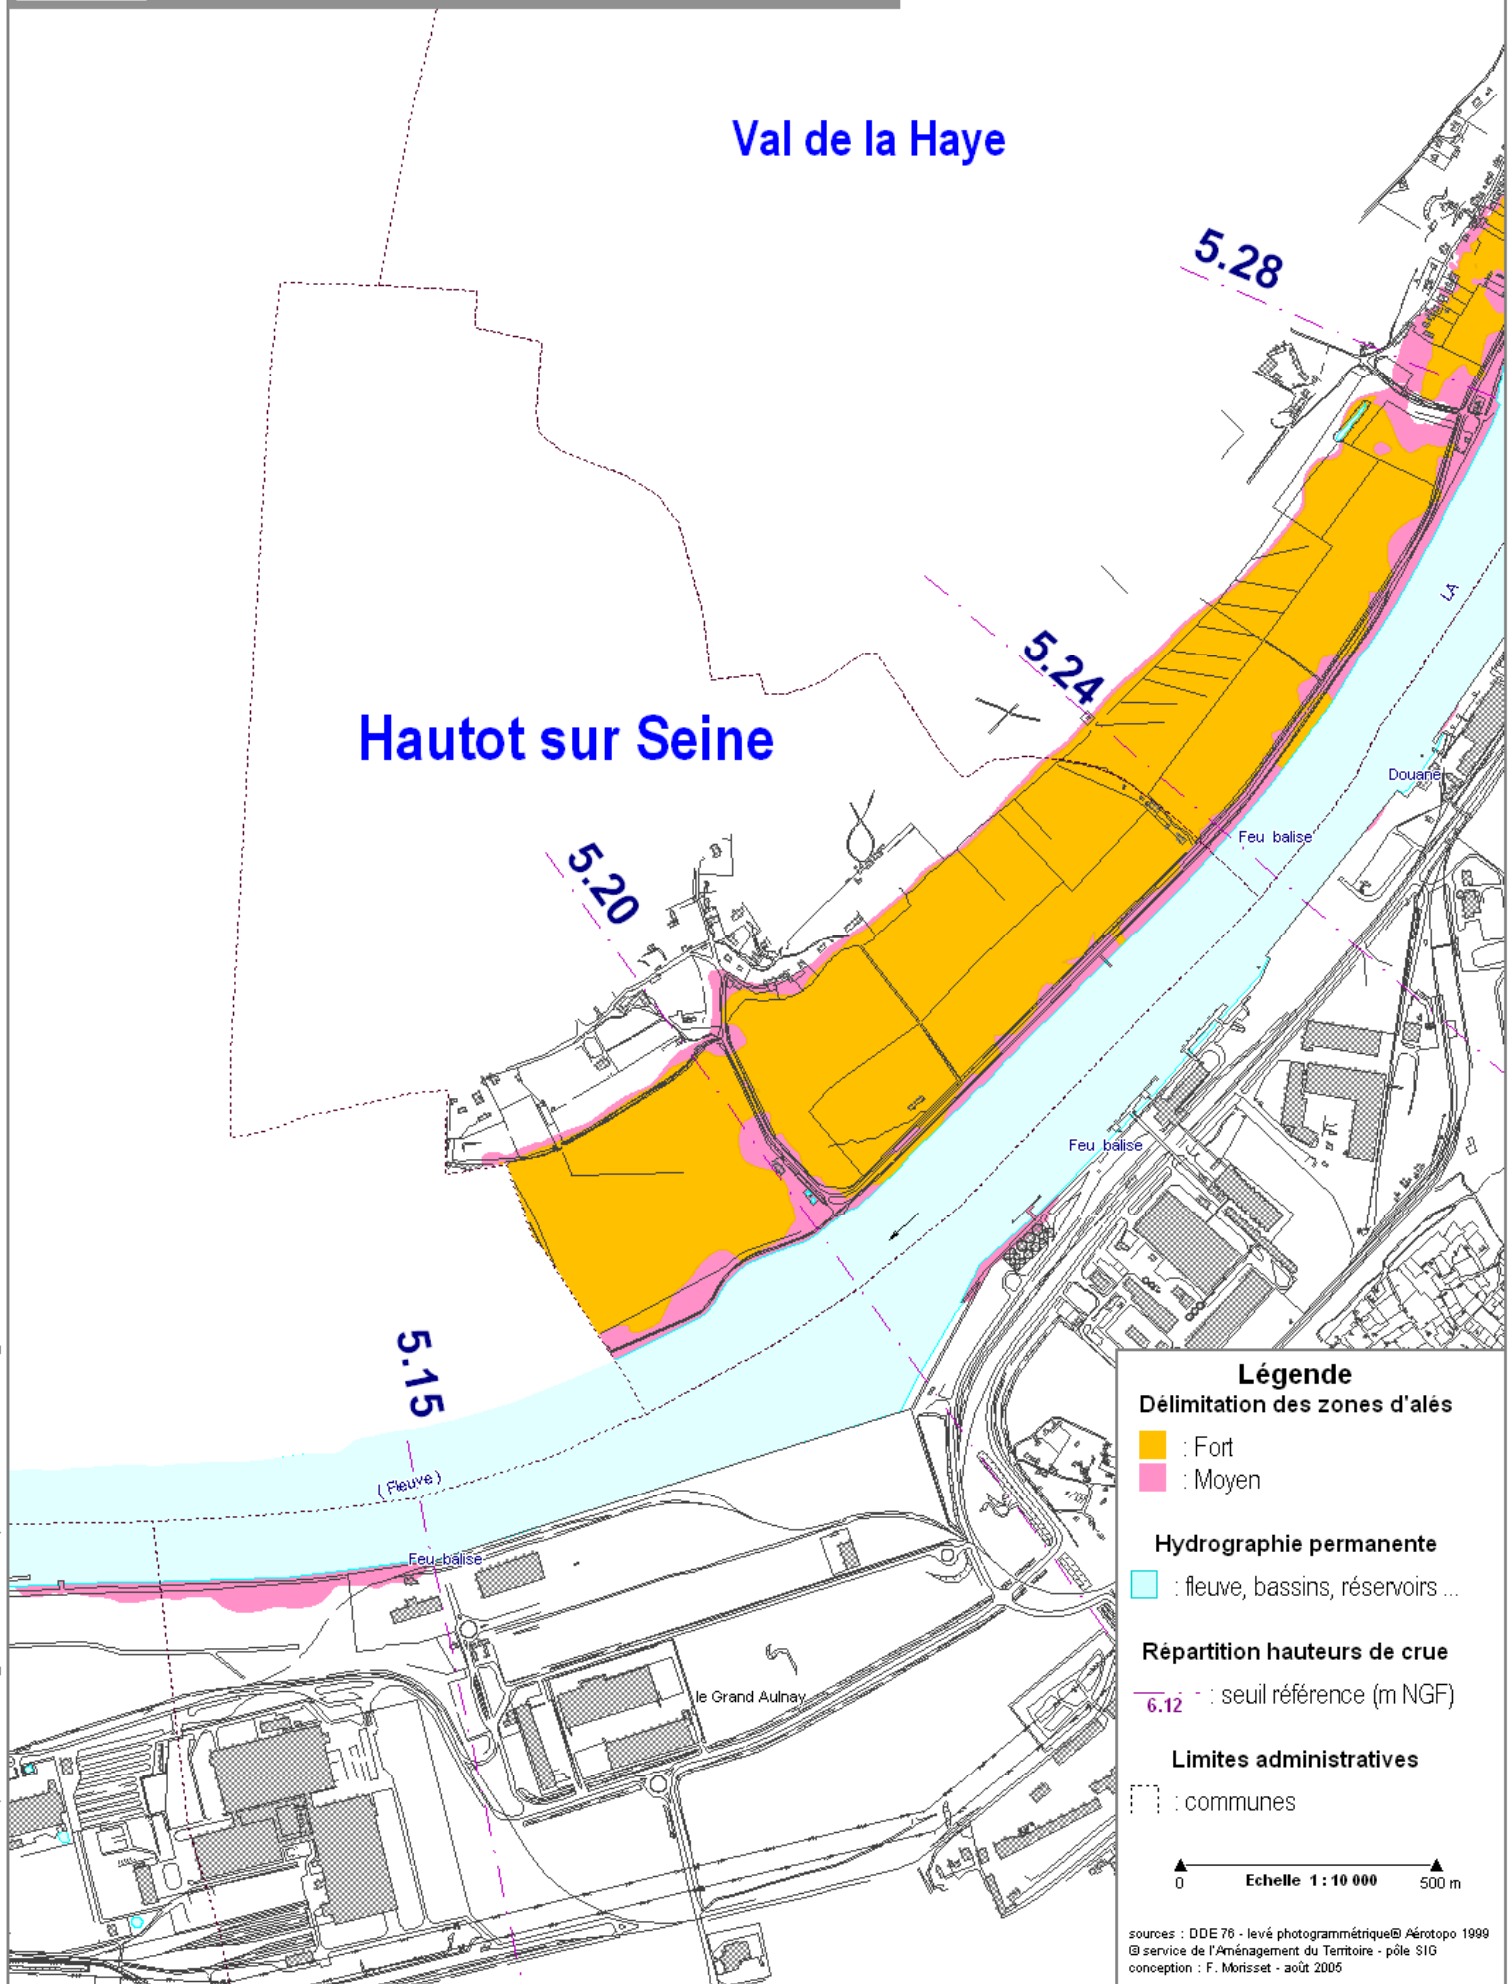 Val de la Haye
5.28
LA
5.24
Hautot sur Seine
Douane
Feu balise
5.20
Feu balise
5.15
(Fleuve)
Feu balise
le Grand Aulnay
Légende
Délimitation des zones d'alés
: Fort
: Moyen
Hydrographie permanente
: fleuve, bassins, réservoirs ...
Répartition hauteurs de crue
6.12 : seuil référence (m NGF)
Limites administratives
: communes
0 Echelle 1 : 10 000 500 m
sources : DDE 76 - levé photogrammétrique® Aérotopo 1999
@ service de l'Aménagement du Territoire - pôle SIG
conception : F. Morisset - août 2005